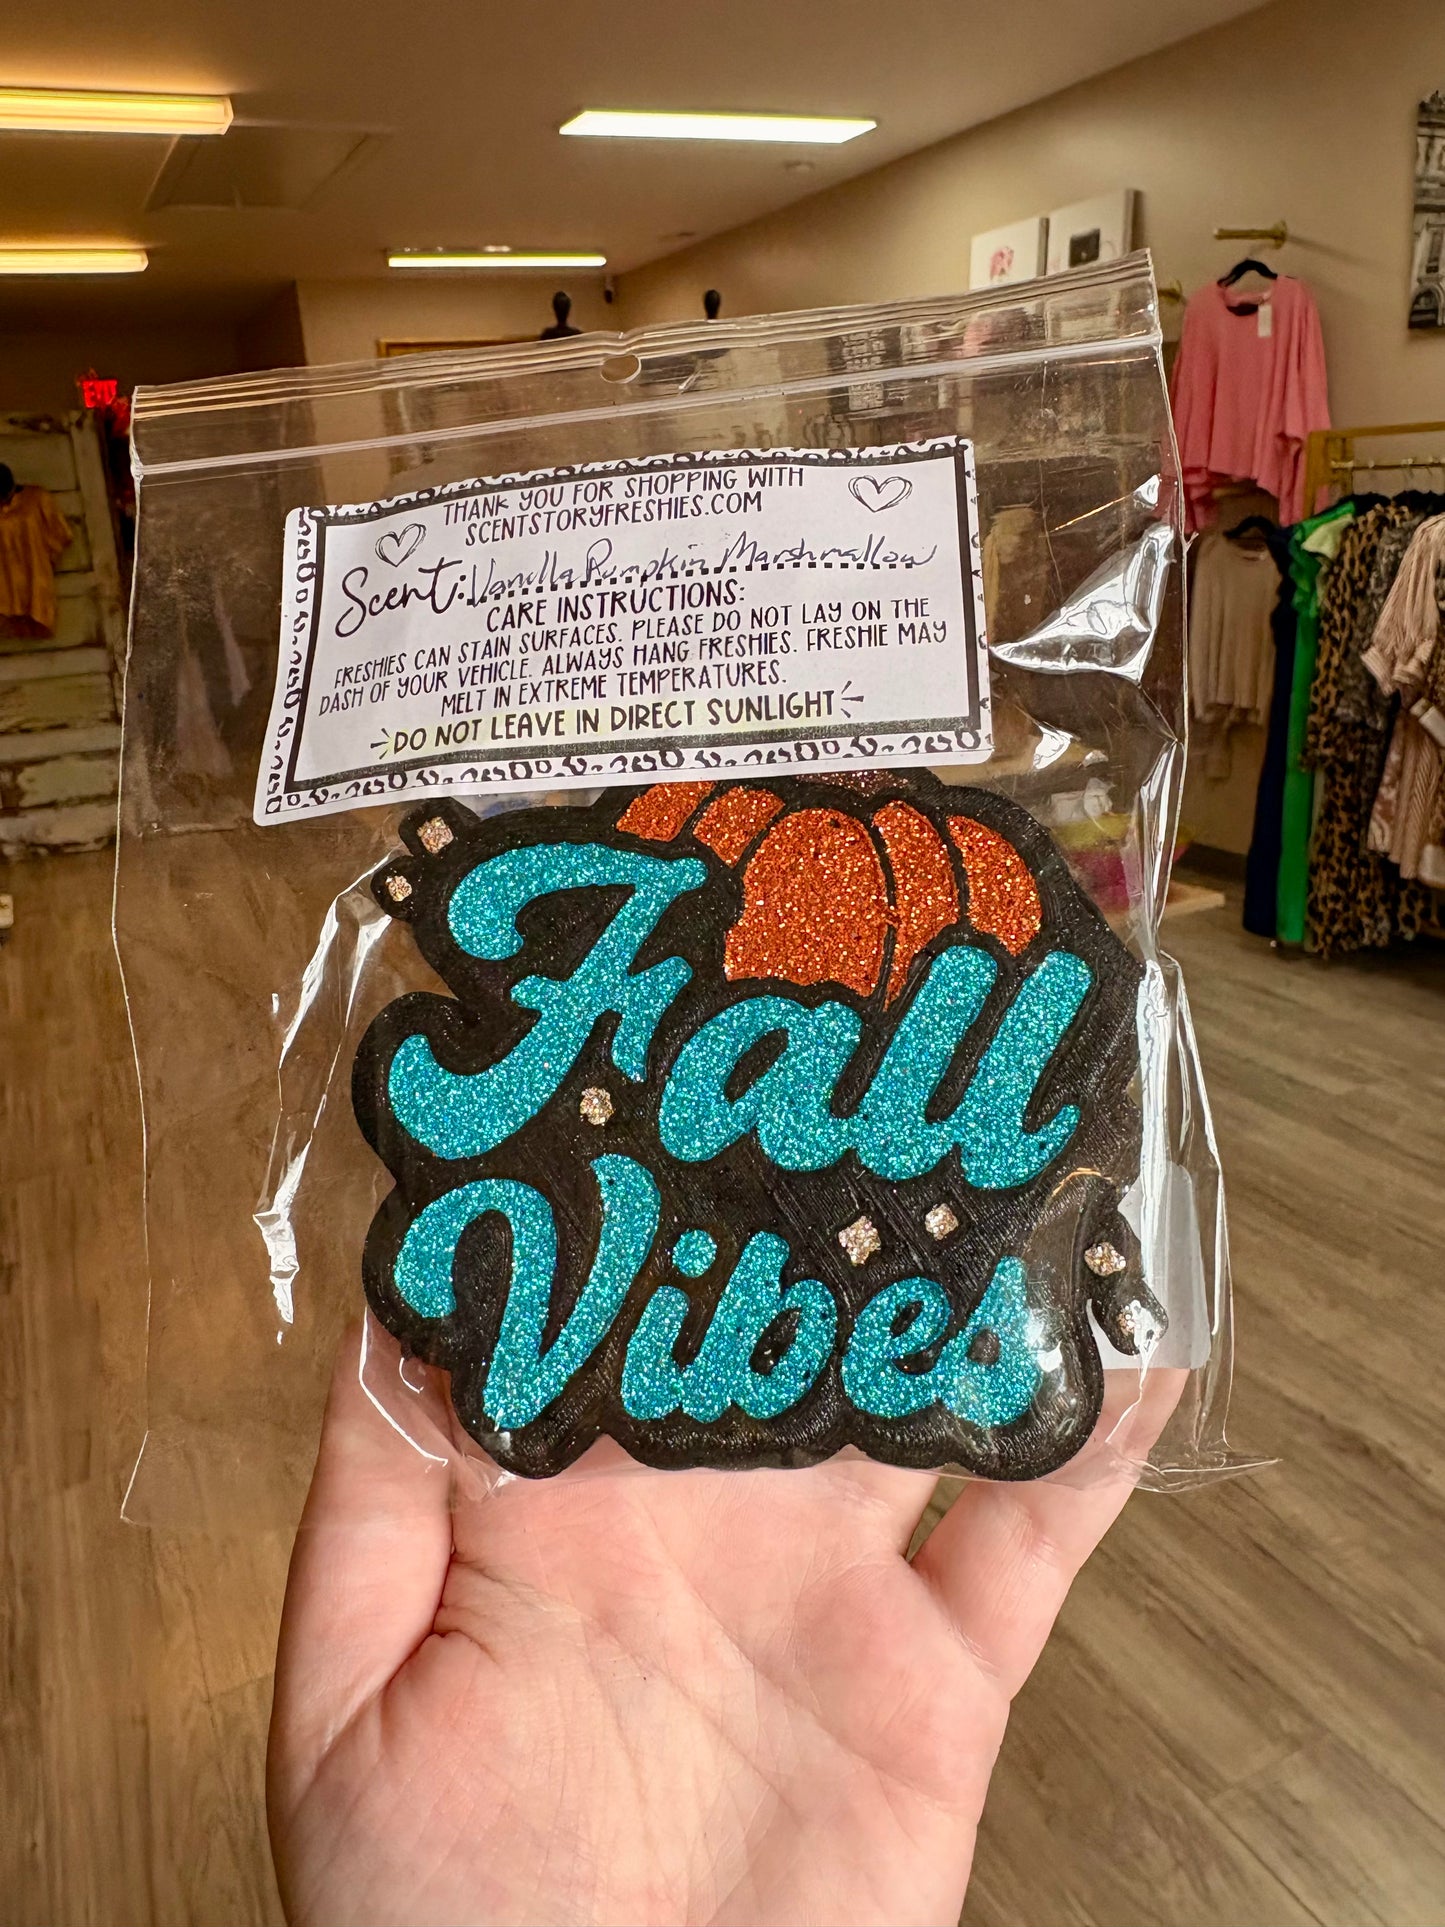 THANK YOU FOR SHOPPING WITH
SCENTSTORYFRESHIES.COM
Scent: Vanilla Pumpkin Marshmallow
CARE INSTRUCTIONS:
FRESHIES CAN STAIN SURFACES. PLEASE DO NOT LAY ON THE
DASH OF YOUR VEHICLE. ALWAYS HANG FRESHIES. FRESHIE MAY
MELT IN EXTREME TEMPERATURES.
DO NOT LEAVE IN DIRECT SUNLIGHT
Fall
Vibes